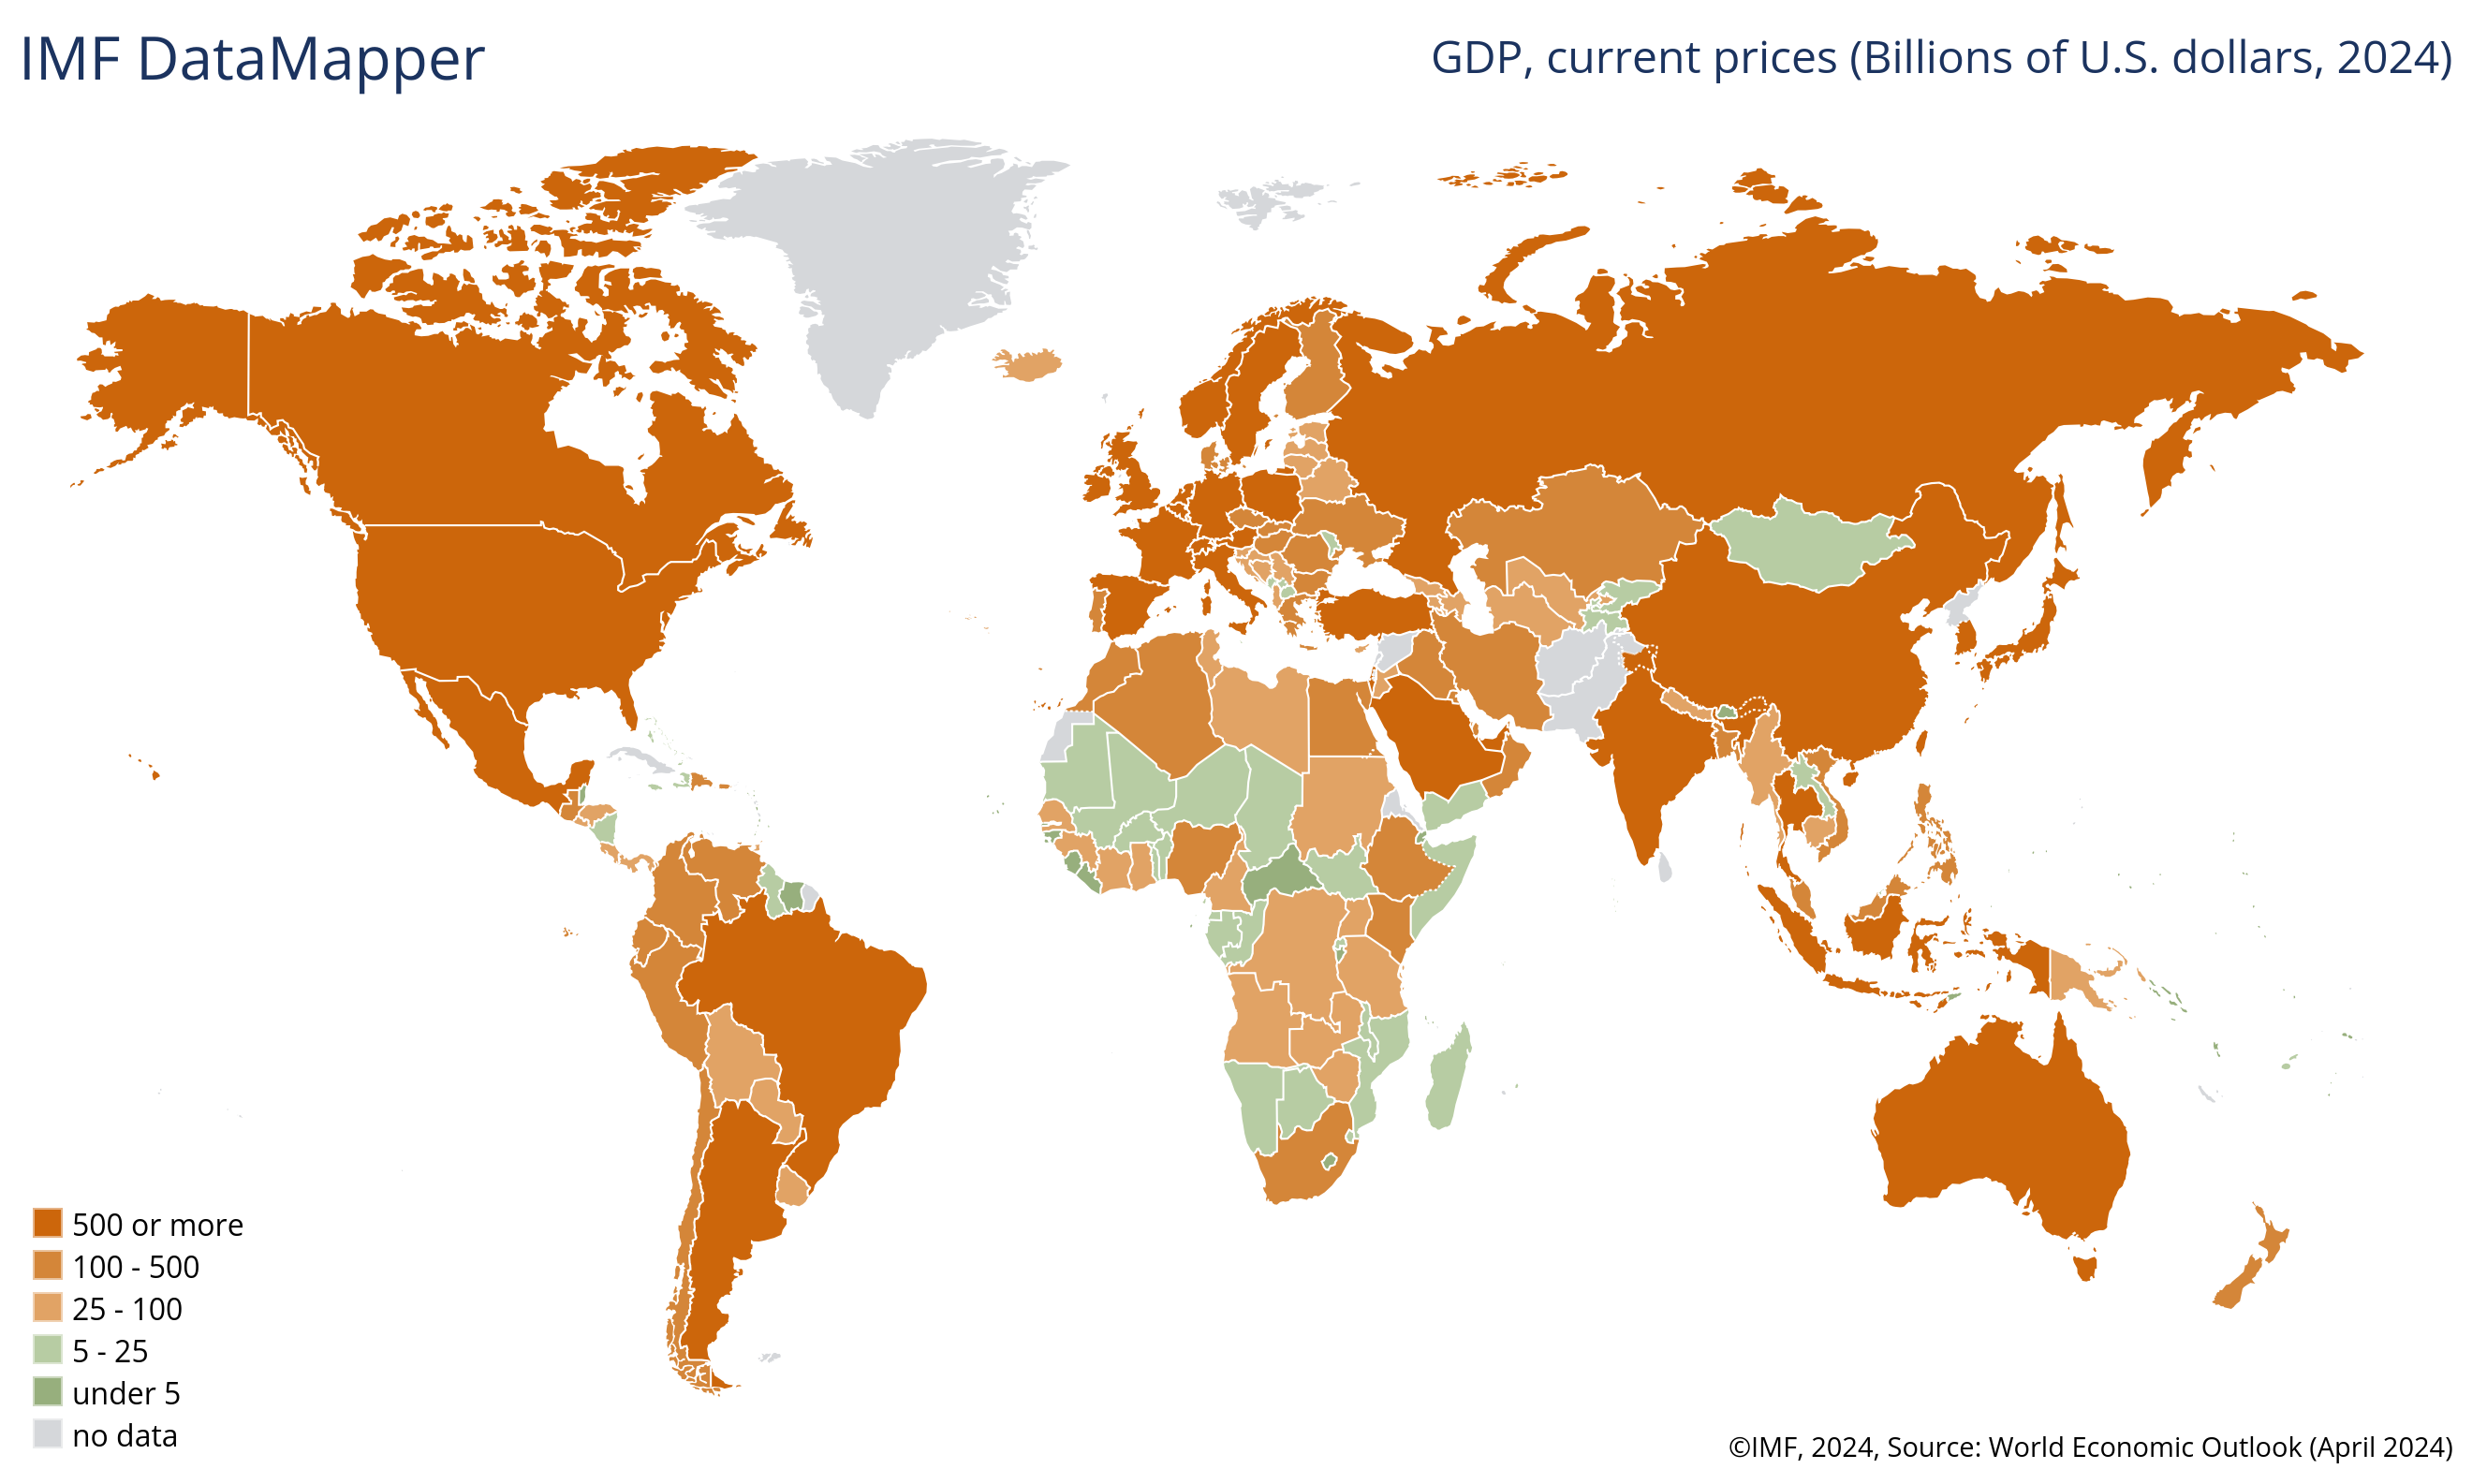 IMF DataMapper
GDP, current prices (Billions of U.S. dollars, 2024)
500 or more
100 - 500
25 - 100
5 - 25
under 5
no data
©IMF, 2024, Source: World Economic Outlook (April 2024)